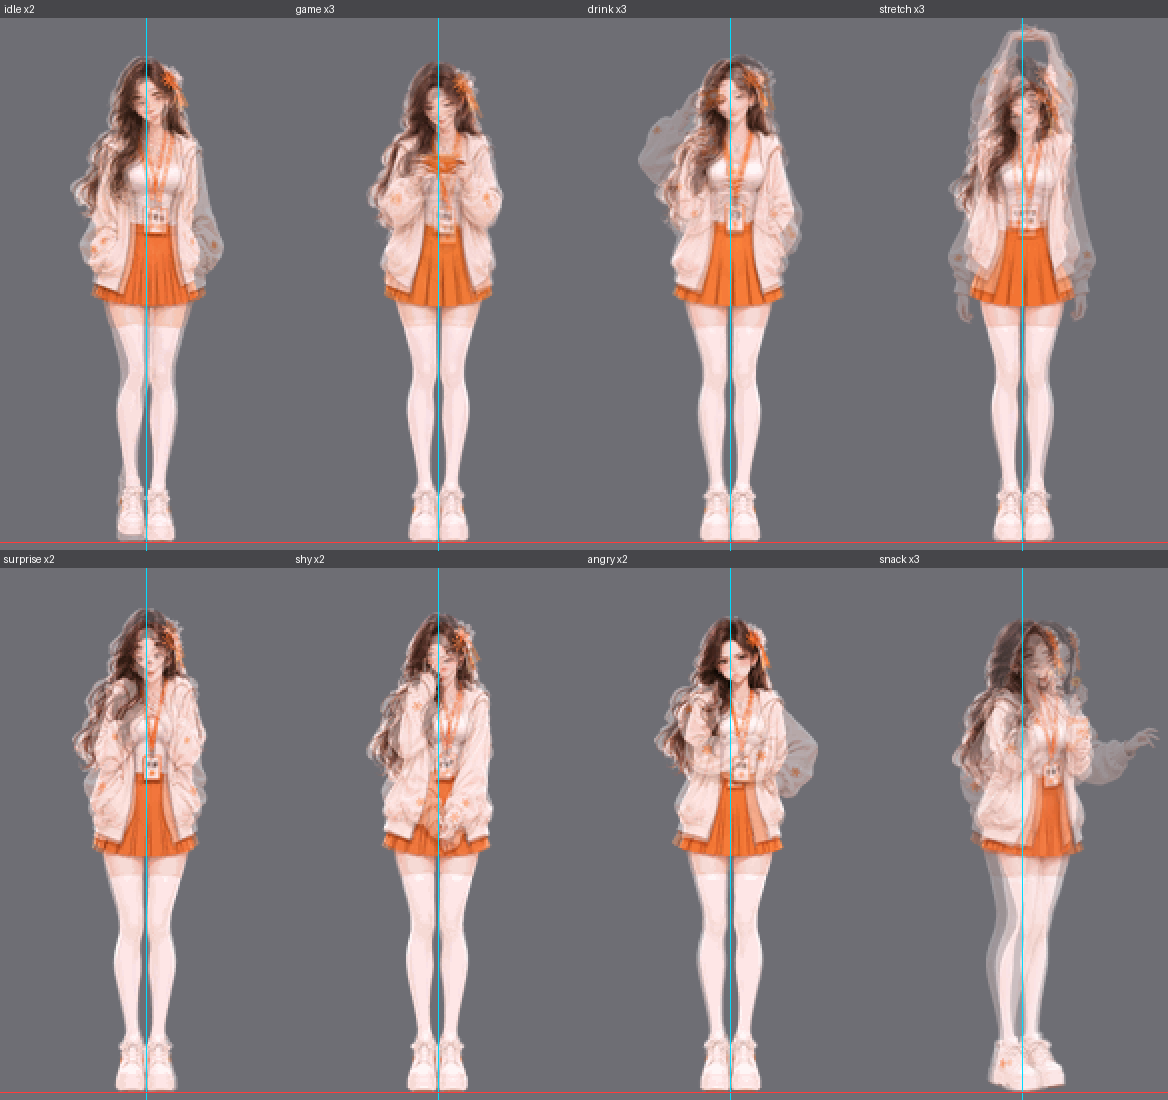 idle x2
game x3
drink x3
stretch x3
surprise x2
shy x2
angry x2
snack x3